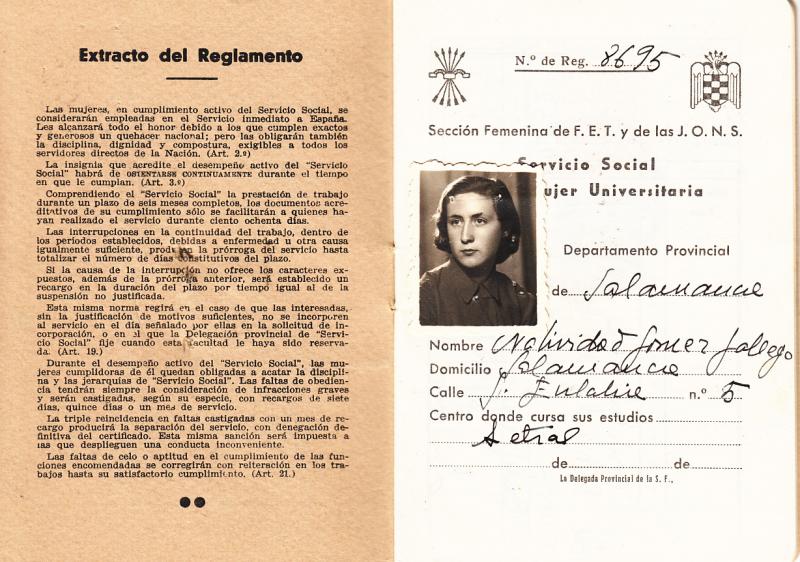 Extracto del Reglamento
Las mujeres, en cumplimiento activo del Servicio Social, se
considerarán empleadas en el Servicio inmediato a España.
Les alcanzará todo el honor debido a los que cumplen exactos
y generosos un quehacer nacional; pero las obligarán también
la disciplina, dignidad y compostura, exigibles a todos los
servidores directos de la Nación. (Art. 2.º)
La insignia que acredite el desempeño activo del "Servicio
Social" habrá de OSTENTARSE CONTINUAMENTE durante el tiempo
en que le cumplan. (Art. 3.º)
Comprendiendo el "Servicio Social" la prestación de trabajo
durante un plazo de seis meses completos, los documentos acre-
ditativos de su cumplimiento sólo se facilitarán a quienes ha-
yan realizado el servicio durante ciento ochenta días.
Las interrupciones en la continuidad del trabajo, dentro de
los períodos establecidos, debidas a enfermedad u otra causa
igualmente suficiente, producen la prórroga del servicio hasta
totalizar el número de días constitutivos del plazo.
Si la causa de la interrupción no ofrece los caracteres ex-
puestos, además de la prórroga anterior, será establecido un
recargo en la duración del plazo por tiempo igual al de la
suspensión no justificada.
Esta misma norma regirá en el caso de que las interesadas,
sin la justificación de motivos suficientes, no se incorporen
al servicio en el día señalado por ellas en la solicitud de in-
corporación, o en el que la Delegación provincial de "Servi-
cio Social" fije cuando esta facultad le haya sido reserva-
da. (Art. 19.)
Durante el desempeño activo del "Servicio Social", las mu-
jeres cumplidoras de él quedan obligadas a acatar la discipli-
na y las jerarquías de "Servicio Social". Las faltas de obedien-
cia tendrán siempre la consideración de infracciones graves
y serán castigadas, según su especie, con recargos de siete
días, quince días o un mes de servicio.
La triple reincidencia en faltas castigadas con un mes de re-
cargo producirá la separación del servicio, con denegación de-
finitiva del certificado. Esta misma sanción será impuesta a
las que desplieguen una conducta inconveniente.
Las faltas de celo o aptitud en el cumplimiento de las fun-
ciones encomendadas se corregirán con reiteración en los tra-
bajos hasta su satisfactorio cumplimiento. (Art. 21.)
N.º de Reg. 8695
Sección Femenina de F. E. T. y de las J. O. N. S.
Servicio Social
ujer Universitaria
Departamento Provincial
de Salamanca
Nombre Natividad Gomez Gallego
Domicilio Salamanca
Calle S. Eulalia n.º 5
Centro donde cursa sus estudios
de de
La Delegada Provincial de la S. F.,